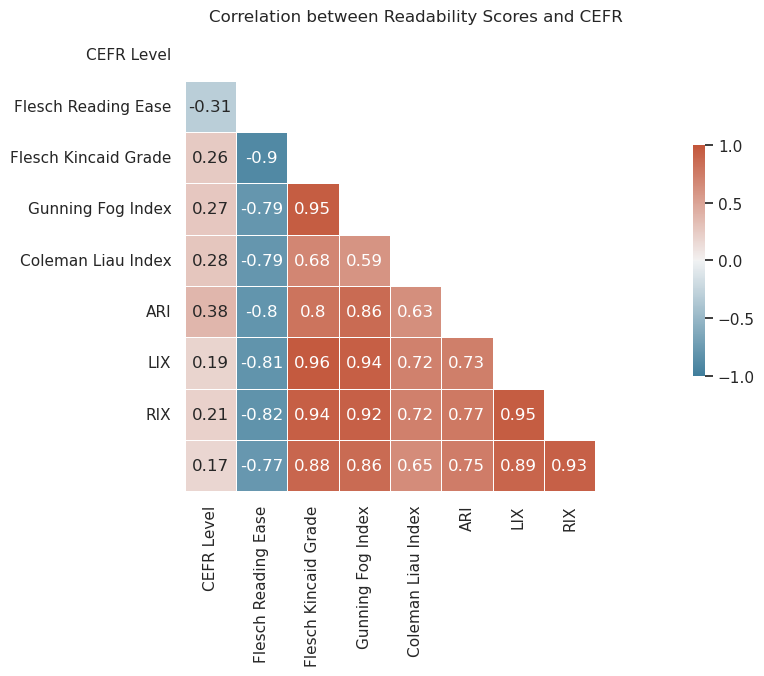 Correlation between Readability Scores and CEFR
CEFR Level
Flesch Reading Ease -0.31
Flesch Kincaid Grade 0.26 -0.9
Gunning Fog Index 0.27 -0.79 0.95
Coleman Liau Index 0.28 -0.79 0.68 0.59
ARI 0.38 -0.8 0.8 0.86 0.63
LIX 0.19 -0.81 0.96 0.94 0.72 0.73
RIX 0.21 -0.82 0.94 0.92 0.72 0.77 0.95
0.17 -0.77 0.88 0.86 0.65 0.75 0.89 0.93
CEFR Level
Flesch Reading Ease
Flesch Kincaid Grade
Gunning Fog Index
Coleman Liau Index
ARI
LIX
RIX
1.0
0.5
0.0
−0.5
−1.0